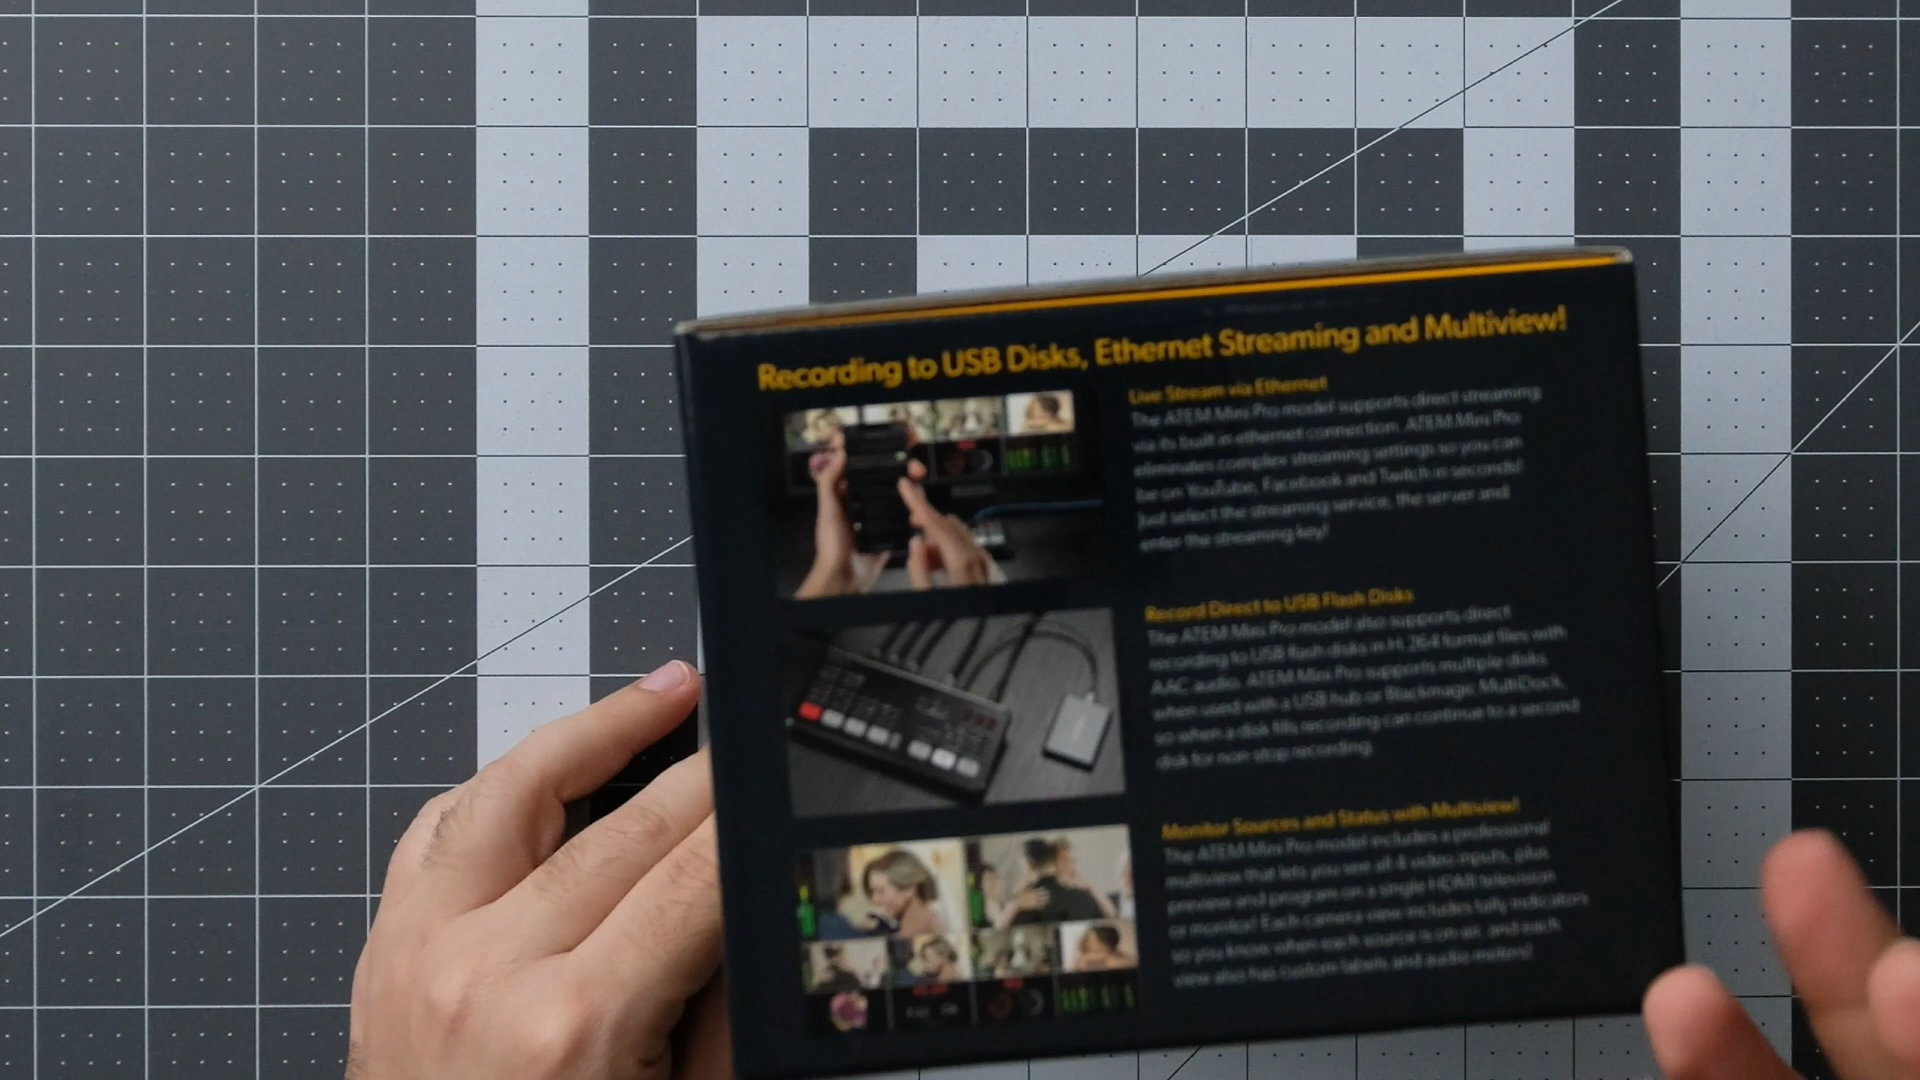 Recording to USB Disks, Ethernet Streaming and Multiview!
Live Stream via Ethernet
The ATEM Mini Pro model supports direct streaming
via its built in ethernet connection. ATEM Mini Pro
eliminates complex streaming settings so you can
be on YouTube, Facebook and Twitch in seconds!
Just select the streaming service, the server and
enter the streaming key!
Record Direct to USB Flash Disks
The ATEM Mini Pro model also supports direct
recording to USB flash disks in H.264 format files with
AAC audio. ATEM Mini Pro supports multiple disks
when used with a USB hub or Blackmagic MultiDock,
so when a disk fills recording can continue to a second
disk for non stop recording.
Monitor Sources and Status with Multiview!
The ATEM Mini Pro model includes a professional
multiview that lets you see all 4 video inputs, plus
preview and program on a single HDMI television
or monitor! Each camera view includes tally indicators
so you know when each source is on air, and each
view also has custom labels and audio meters!